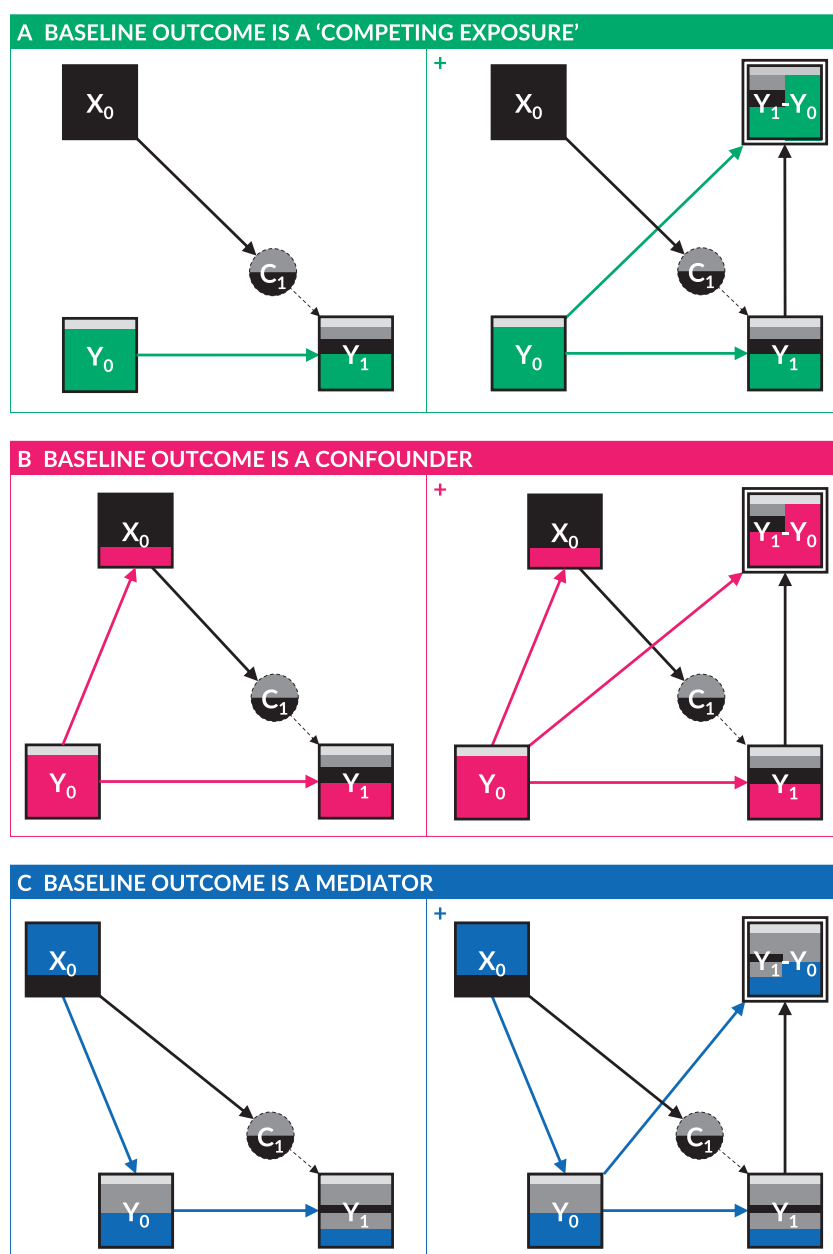 A BASELINE OUTCOME IS A ‘COMPETING EXPOSURE’
X₀
C₁
Y₀
Y₁
+
X₀
Y₁-Y₀
C₁
Y₀
Y₁
B BASELINE OUTCOME IS A CONFOUNDER
X₀
C₁
Y₀
Y₁
+
X₀
Y₁-Y₀
C₁
Y₀
Y₁
C BASELINE OUTCOME IS A MEDIATOR
X₀
C₁
Y₀
Y₁
+
X₀
Y₁-Y₀
C₁
Y₀
Y₁